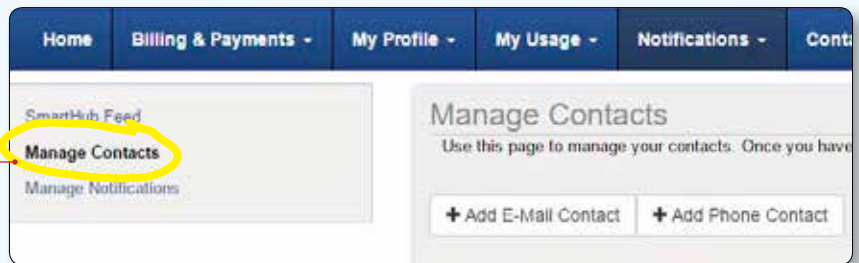 Home Billing & Payments - My Profile - My Usage - Notifications - Conta
SmartHub Feed
Manage Contacts
Manage Notifications
Manage Contacts
Use this page to manage your contacts. Once you have
+ Add E-Mail Contact + Add Phone Contact